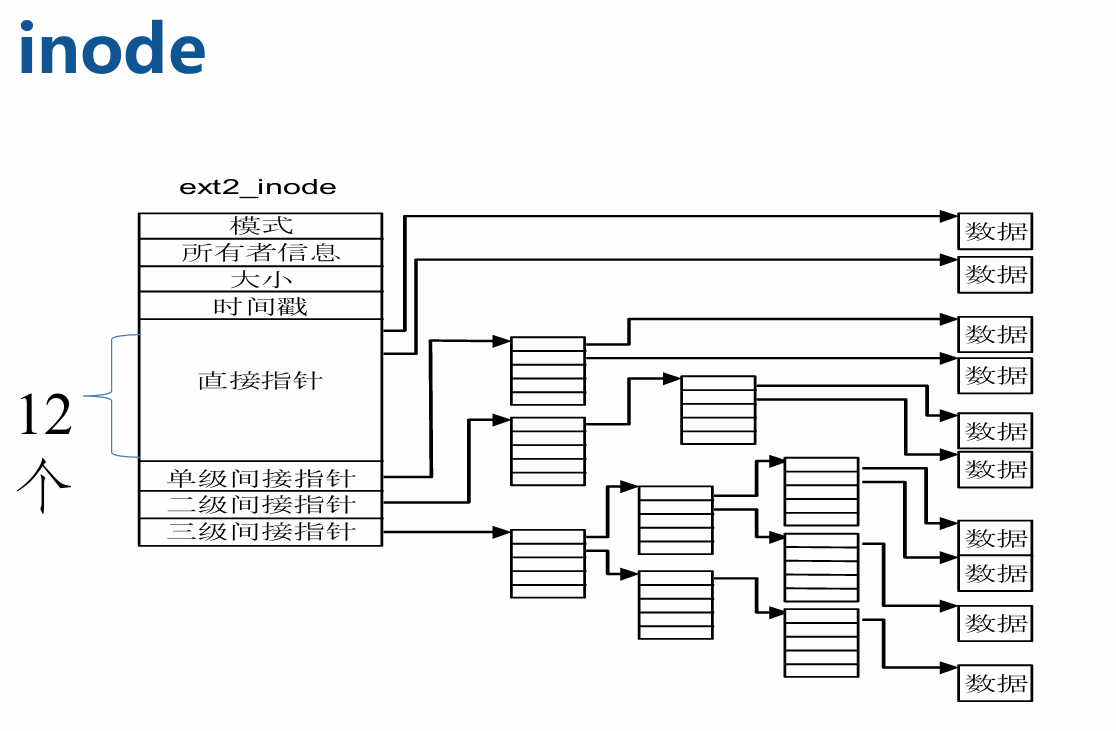 inode
ext2_inode
模式
所有者信息
大小
时间戳
直接指针
12
个
单级间接指针
二级间接指针
三级间接指针
数据
数据
数据
数据
数据
数据
数据
数据
数据
数据